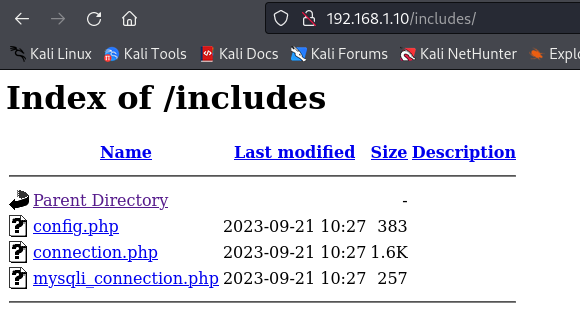 192.168.1.10/includes/
Kali Linux Kali Tools Kali Docs Kali Forums Kali NetHunter Explo
Index of /includes
Name Last modified Size Description
Parent Directory -
config.php 2023-09-21 10:27 383
connection.php 2023-09-21 10:27 1.6K
mysqli_connection.php 2023-09-21 10:27 257